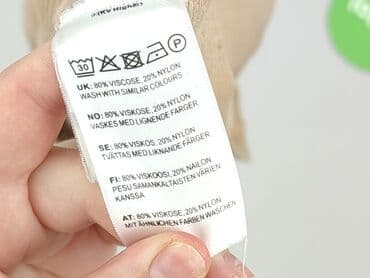 30 P
UK: 80% VISCOSE, 20% NYLON
WASH WITH SIMILAR COLOURS
NO: 80% VISKOSE, 20% NYLON
VASKES MED LIGNENDE FARGER
SE: 80% VISKOS, 20% NYLON
TVÄTTAS MED LIKNANDE FÄRGER
FI: 80% VISKOOSI, 20% NAILON
PESU SAMANKALTAISTEN VÄRIEN
KANSSA
AT: 80% VISKOSE, 20% NYLON
MIT ÄHNLICHEN FARBEN WASCHEN